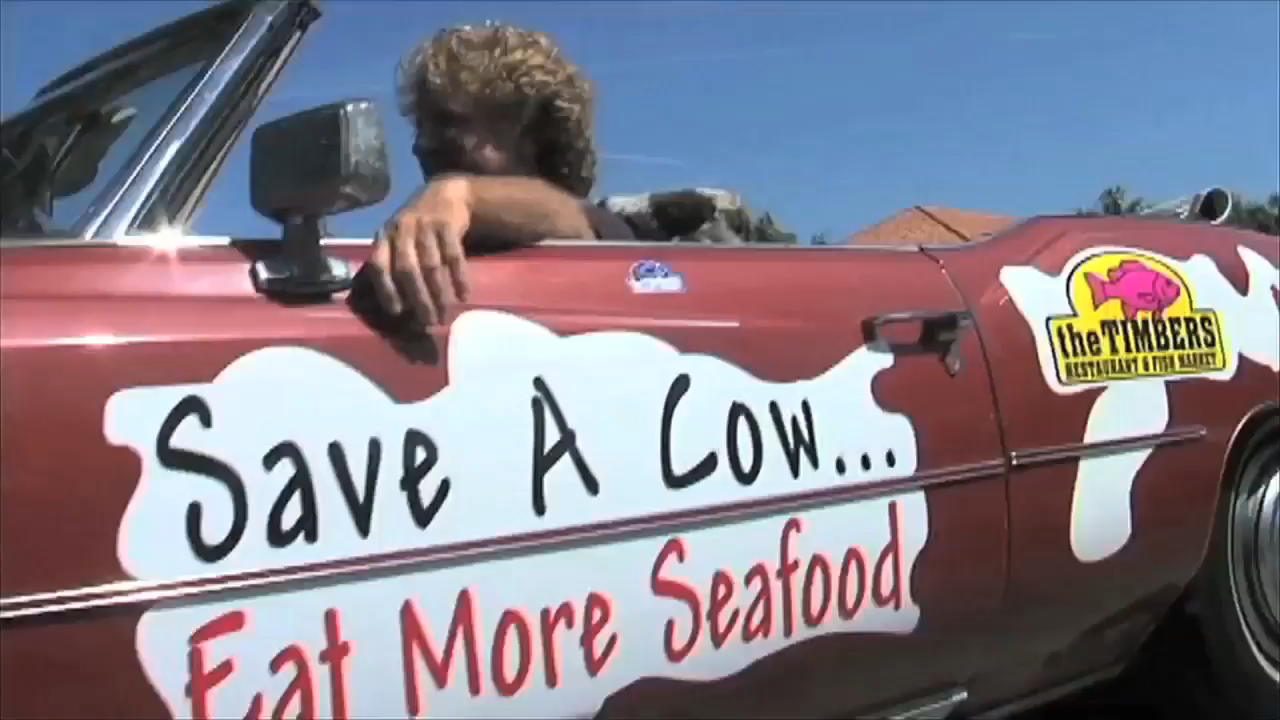 Save A Cow...
Eat More Seafood
the TIMBERS
RESTAURANT & FISH MARKET